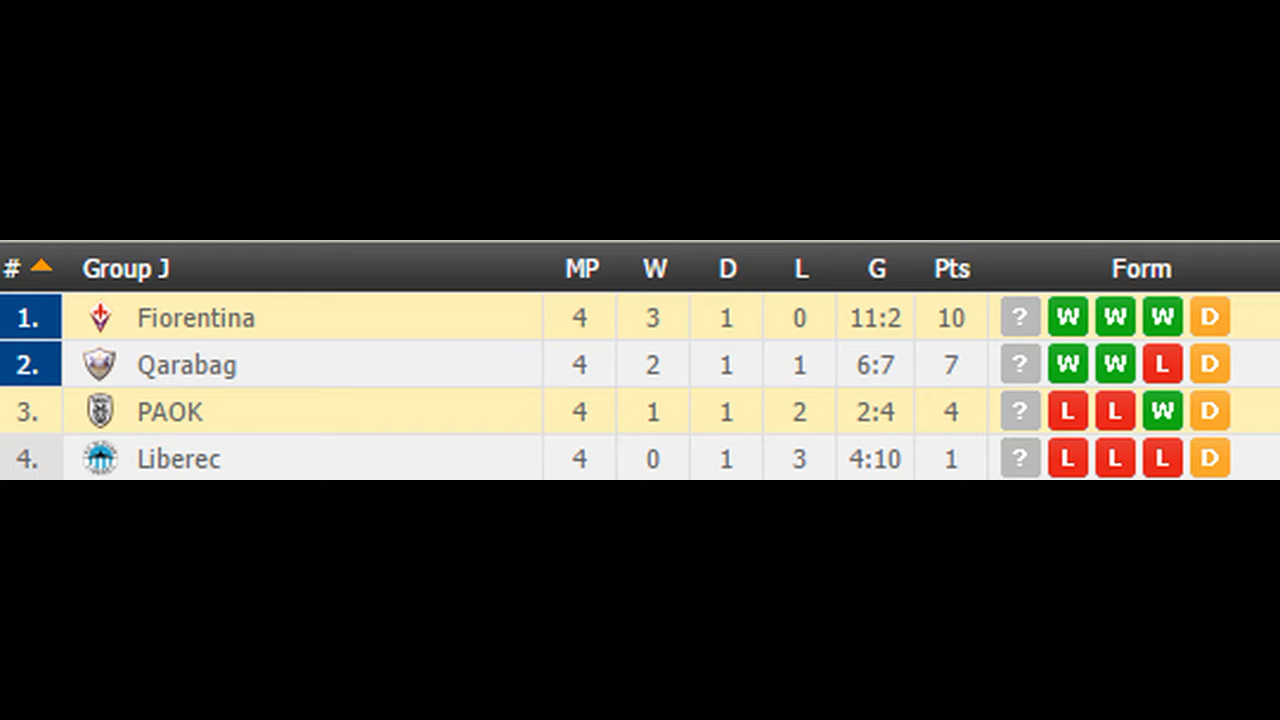 # Group J MP W D L G Pts Form
1. Fiorentina 4 3 1 0 11:2 10 ? W W W D
2. Qarabag 4 2 1 1 6:7 7 ? W W L D
3. PAOK 4 1 1 2 2:4 4 ? L L W D
4. Liberec 4 0 1 3 4:10 1 ? L L L D